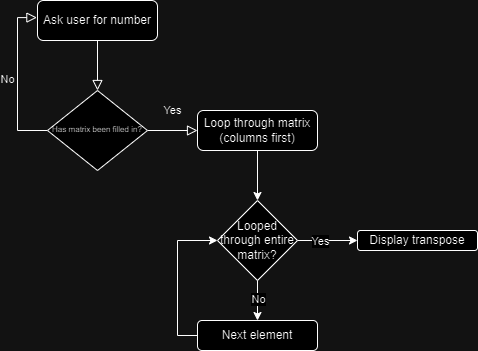 Ask user for number
No
Has matrix been filled in?
Yes
Loop through matrix
(columns first)
Looped
through entire
matrix?
Yes
Display transpose
No
Next element